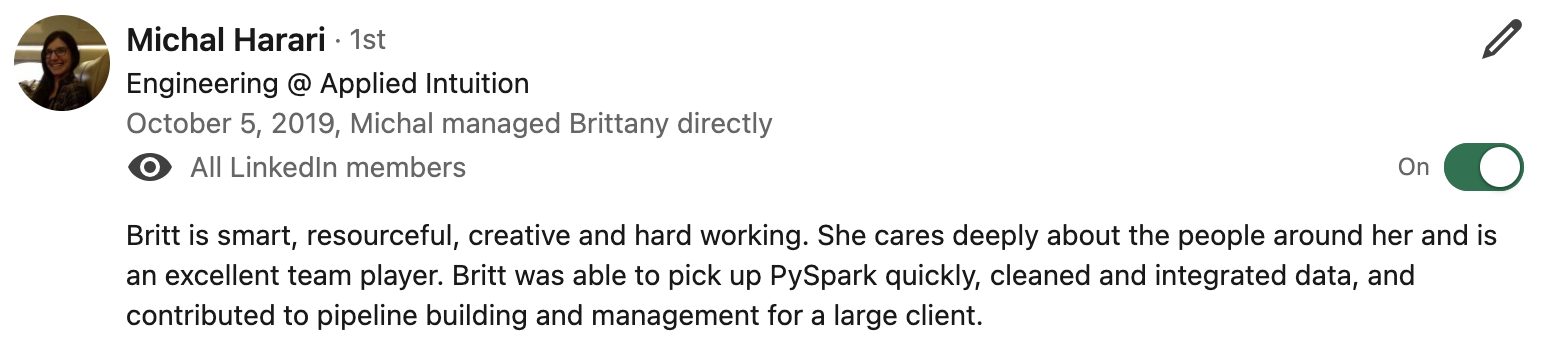 Michal Harari · 1st
Engineering @ Applied Intuition
October 5, 2019, Michal managed Brittany directly
All LinkedIn members
On
Britt is smart, resourceful, creative and hard working. She cares deeply about the people around her and is
an excellent team player. Britt was able to pick up PySpark quickly, cleaned and integrated data, and
contributed to pipeline building and management for a large client.